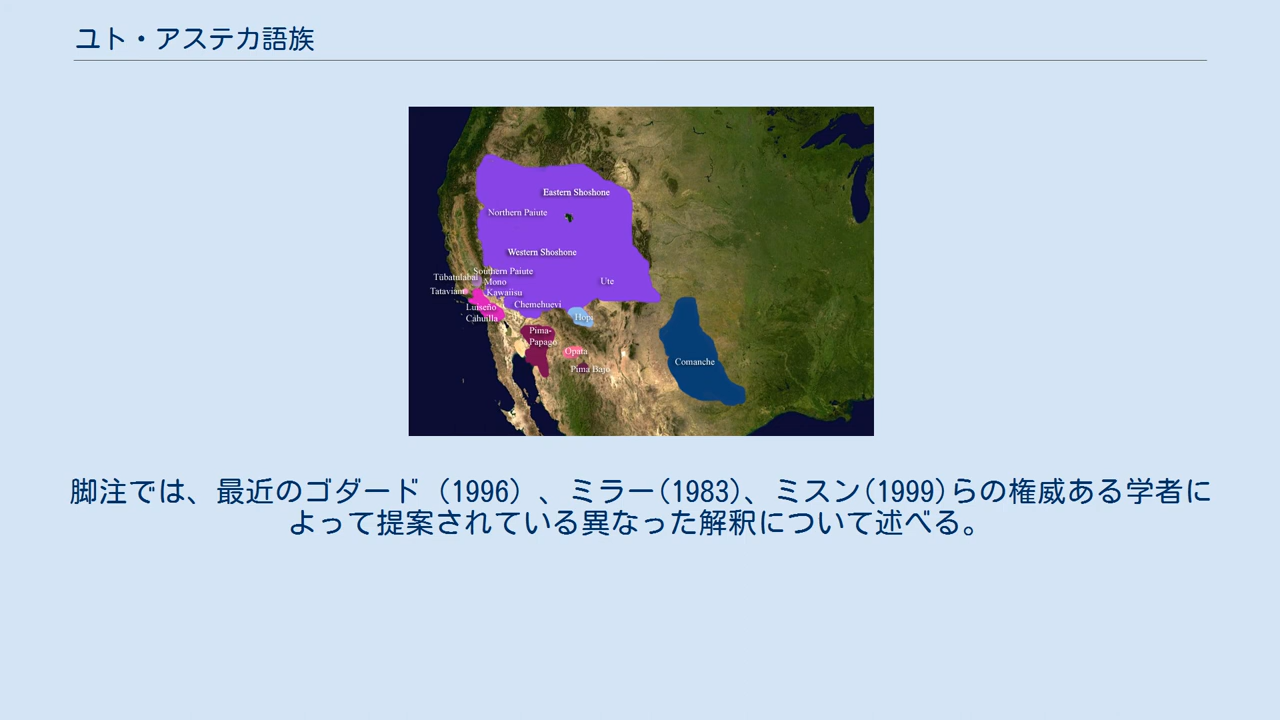 ユト・アステカ語族
Eastern Shoshone
Northern Paiute
Western Shoshone
Southern Paiute
Tübatulabal
Mono
Ute
Tataviam
Kawaiisu
Chemehuevi
Luiseño
Cahuilla
Hopi
Pima-
Papago
Opata
Pima Bajo
Comanche
脚注では、最近のゴダード（1996）、ミラー(1983)、ミスン(1999)らの権威ある学者に
よって提案されている異なった解釈について述べる。